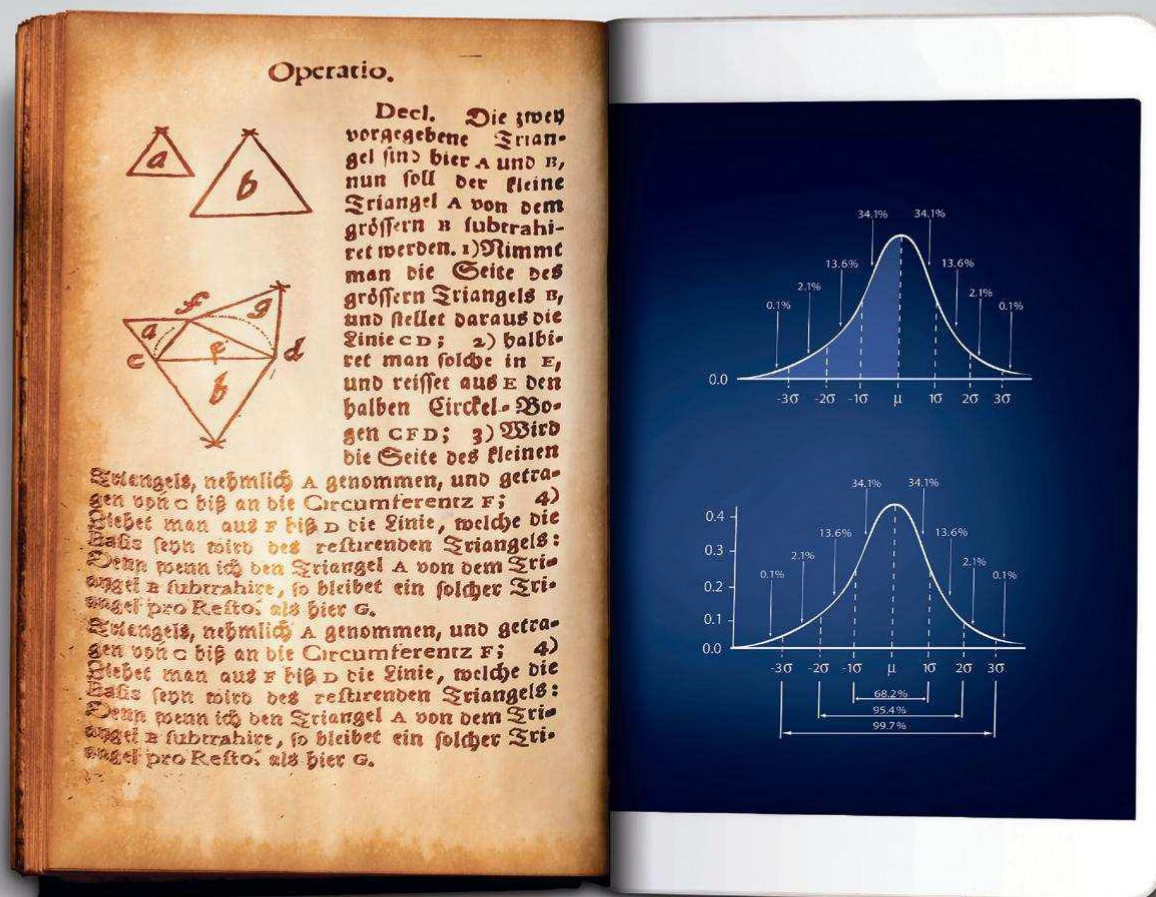 Operatio.
a
b
f
g
a
c
e
d
b
Decl. Die zwey
vorgegebene Trian-
gel sind hier A und B,
nun soll der kleine
Triangel A von dem
grössern B subtrahi-
ret werden. 1) Nimmt
man die Seite des
grössern Triangels B,
und stellet daraus die
Linie CD; 2) halbi-
ret man solche in E,
und reisset aus E den
halben Circkel-Bo-
gen CFD; 3) Wird
die Seite des kleinen
Triangels, nehmlich A genommen, und getra-
gen von C biß an die Circumferentz F; 4)
Ziehet man aus F biß D die Linie, welche die
Basis seyn wird des restirenden Triangels:
Denn wenn ich den Triangel A von dem Tri-
angel B subtrahire, so bleibet ein solcher Tri-
angel pro Resto. als hier G.
Triangels, nehmlich A genommen, und getra-
gen von C biß an die Circumferentz F; 4)
Ziehet man aus F biß D die Linie, welche die
Basis seyn wird des restirenden Triangels:
Denn wenn ich den Triangel A von dem Tri-
angel B subtrahire, so bleibet ein solcher Tri-
angel pro Resto. als hier G.
34.1% 34.1%
13.6% 13.6%
2.1% 2.1%
0.1% 0.1%
0.0
-3σ -2σ -1σ μ 1σ 2σ 3σ
34.1% 34.1%
0.4
13.6% 13.6%
0.3
2.1% 2.1%
0.1% 0.1%
0.2
0.1
0.0
-3σ -2σ -1σ μ 1σ 2σ 3σ
68.2%
95.4%
99.7%